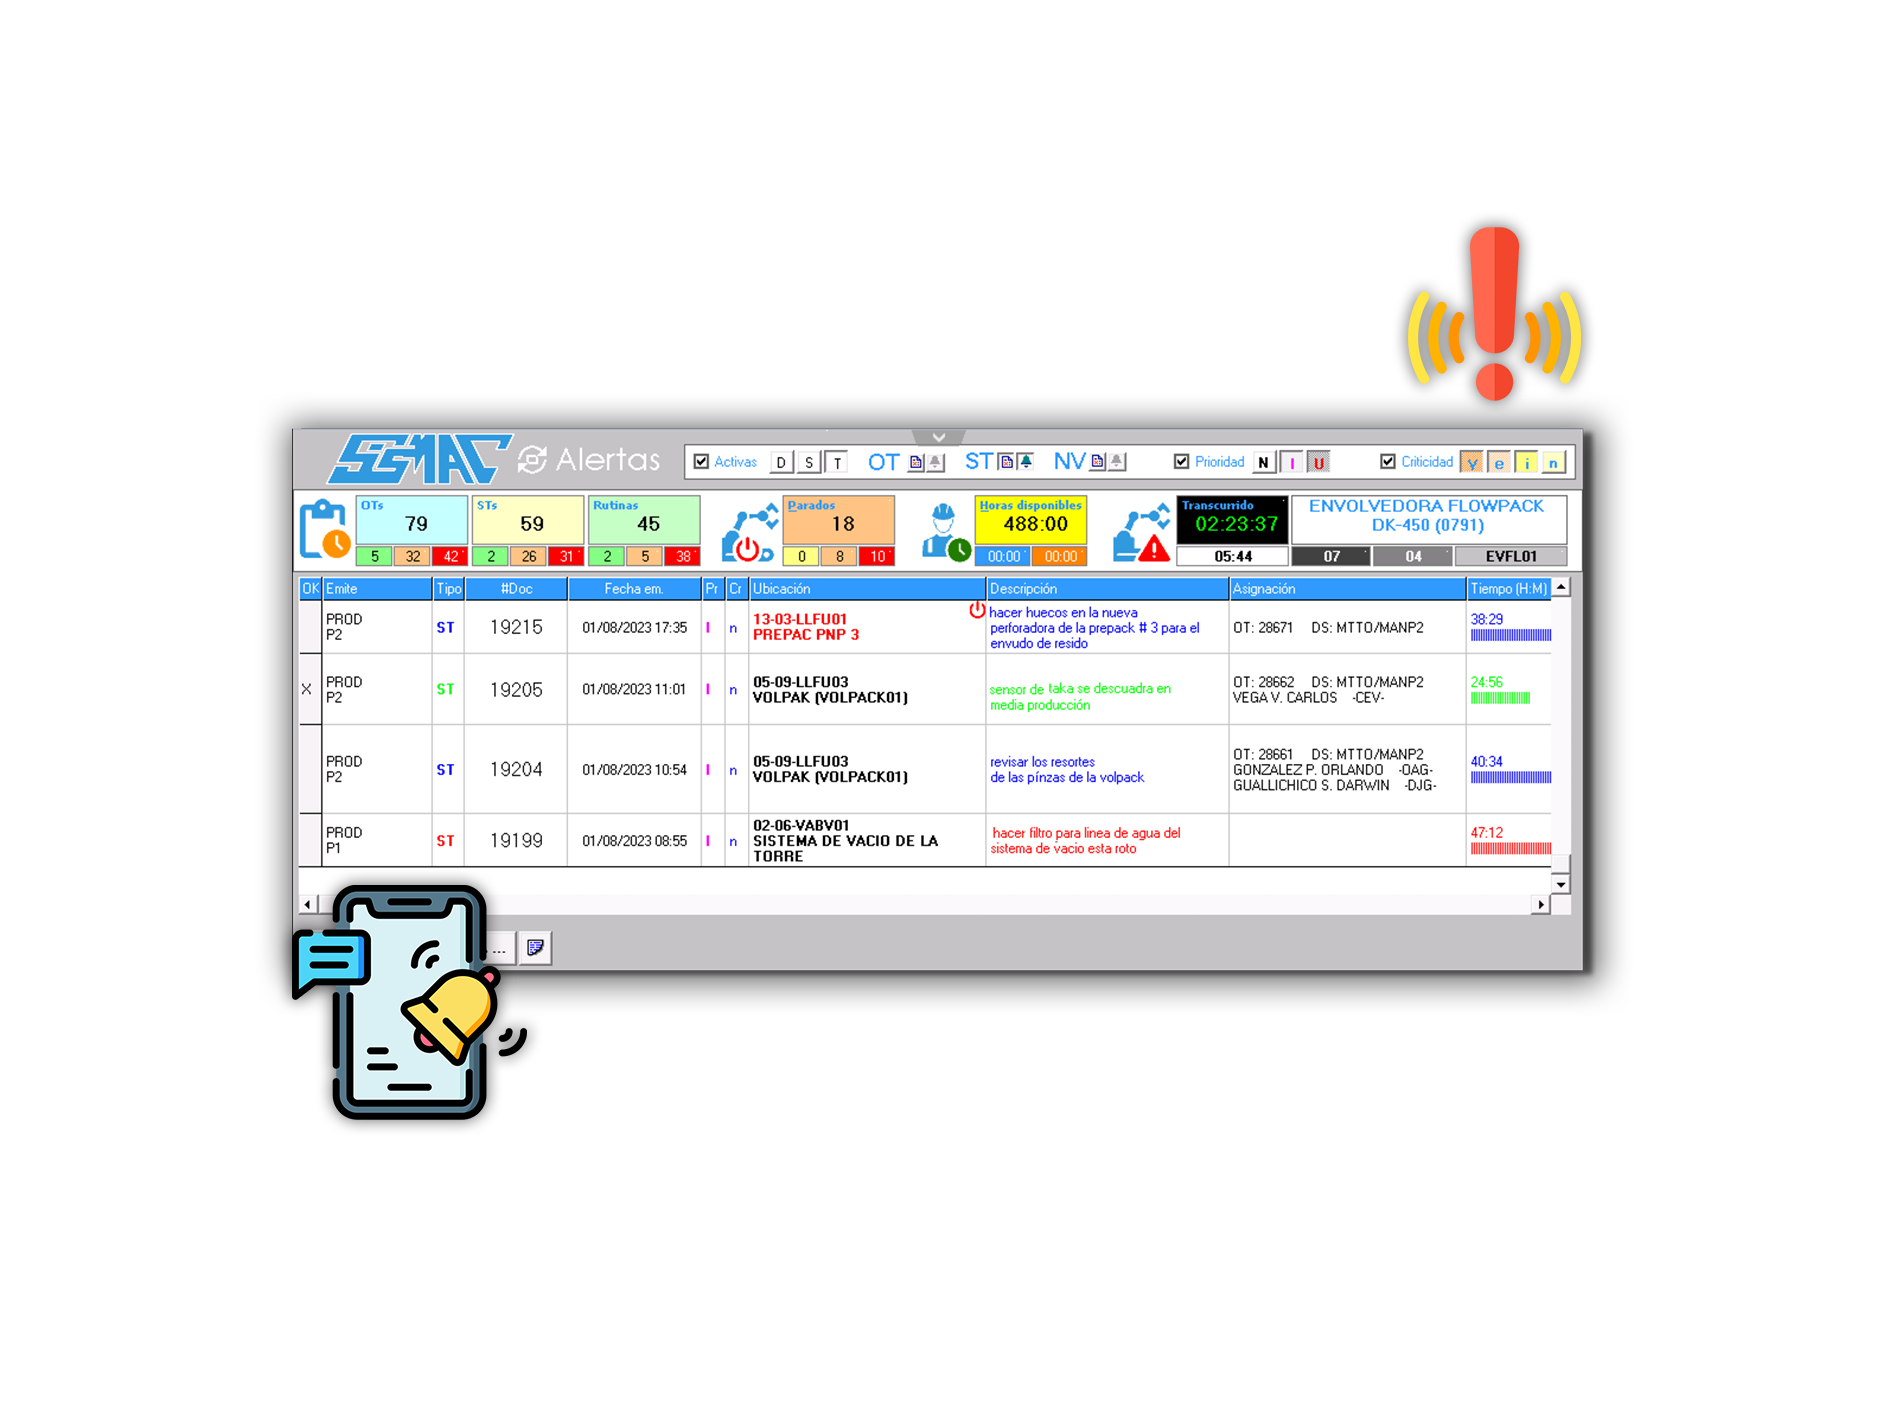 SGMAC Alertas
Activas D S T OT ST NV Prioridad N I U Criticidad v e i n
OTs
79
5 32 42
STs
59
2 26 31
Rutinas
45
2 5 38
Parados
18
0 8 10
Horas disponibles
488:00
00:00 00:00
Transcurrido
02:23:37
05:44
ENVOLVEDORA FLOWPACK
DK-450 (0791)
07 04 EVFL01
OK Emite Tipo #Doc Fecha em. Pr Cr Ubicación Descripción Asignación Tiempo (H:M)
PROD
P2
ST
19215
01/08/2023 17:35
I
n
13-03-LLFU01
PREPAC PNP 3
hacer huecos en la nueva
perforadora de la prepack # 3 para el
envudo de resido
OT: 28671 DS: MTTO/MANP2
38:29
X
PROD
P2
ST
19205
01/08/2023 11:01
I
n
05-09-LLFU03
VOLPAK (VOLPACK01)
sensor de taka se descuadra en
media producción
OT: 28662 DS: MTTO/MANP2
VEGA V. CARLOS -CEV-
24:56
PROD
P2
ST
19204
01/08/2023 10:54
I
n
05-09-LLFU03
VOLPAK (VOLPACK01)
revisar los resortes
de las pínzas de la volpack
OT: 28661 DS: MTTO/MANP2
GONZALEZ P. ORLANDO -OAG-
GUALLICHICO S. DARWIN -DJG-
40:34
PROD
P1
ST
19199
01/08/2023 08:55
I
n
02-06-VABV01
SISTEMA DE VACIO DE LA
TORRE
hacer filtro para linea de agua del
sistema de vacio esta roto
47:12
...